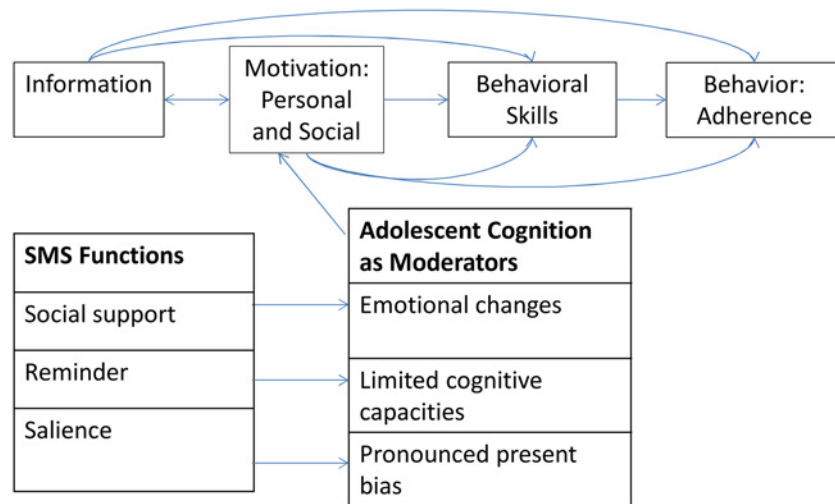 Information
Motivation:
Personal
and Social
Behavioral
Skills
Behavior:
Adherence
SMS Functions
Social support
Reminder
Salience
Adolescent Cognition
as Moderators
Emotional changes
Limited cognitive
capacities
Pronounced present
bias